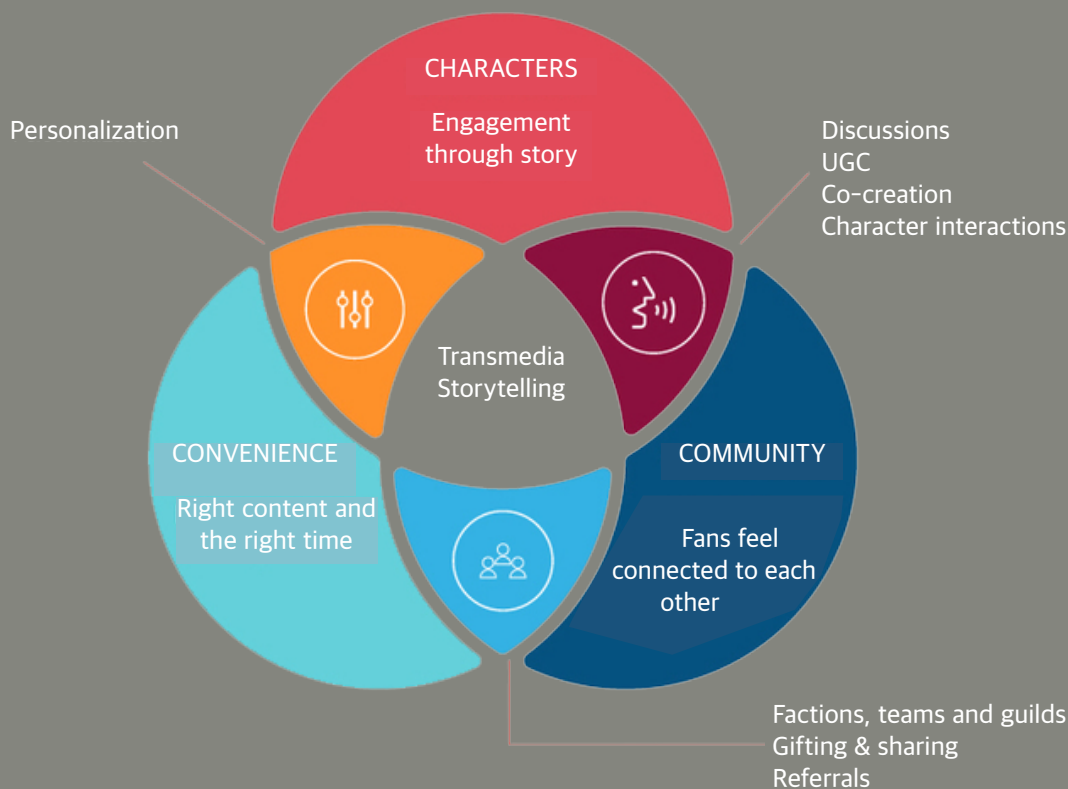 CHARACTERS
Engagement
through story
Personalization
Discussions
UGC
Co-creation
Character interactions
Transmedia
Storytelling
CONVENIENCE
Right content and
the right time
COMMUNITY
Fans feel
connected to each
other
Factions, teams and guilds
Gifting & sharing
Referrals